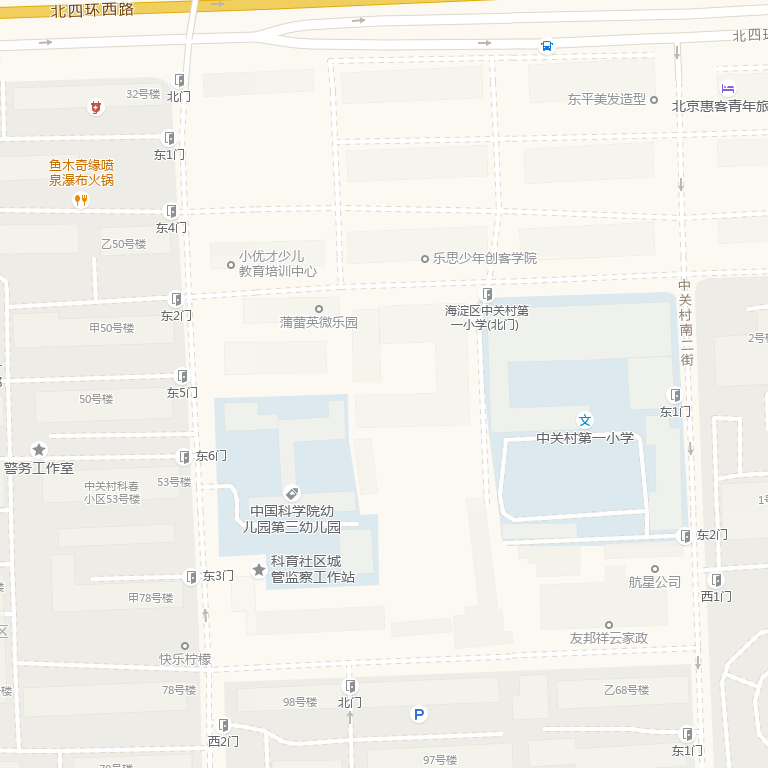 北四环西路
北四环
32号楼
北门
东平美发造型
北京惠客青年旅
东1门
鱼木奇缘喷
泉瀑布火锅
东4门
乙50号楼
小优才少儿
教育培训中心
乐思少年创客学院
中关村南二街
东2门
海淀区中关村第
一小学(北门)
甲50号楼
蒲蕾英微乐园
2号
东5门
50号楼
东1门
文
中关村第一小学
东6门
警务工作室
中关村科春
小区53号楼
53号楼
1号
中国科学院幼
儿园第三幼儿园
东2门
科育社区城
管监察工作站
东3门
航星公司
甲78号楼
西1门
区
友邦祥云家政
快乐柠檬
78号楼
98号楼
北门
乙68号楼
P
西2门
东1门
97号楼
79号楼